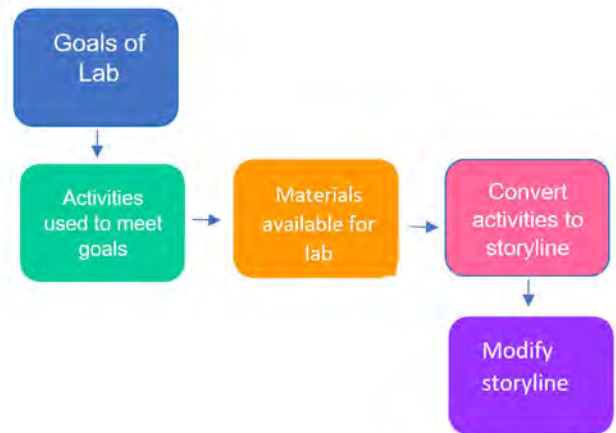 Goals of
Lab
Activities
used to meet
goals
Materials
available for
lab
Convert
activities to
storyline
Modify
storyline